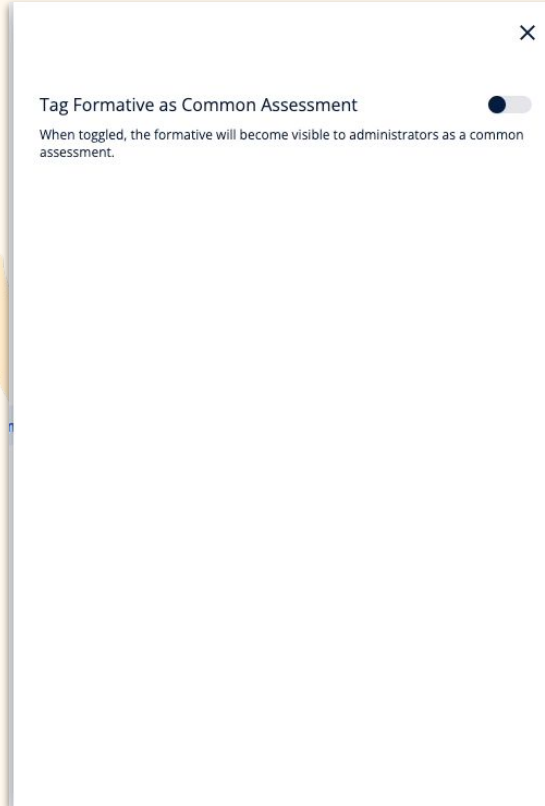 Tag Formative as Common Assessment
When toggled, the formative will become visible to administrators as a common
assessment.